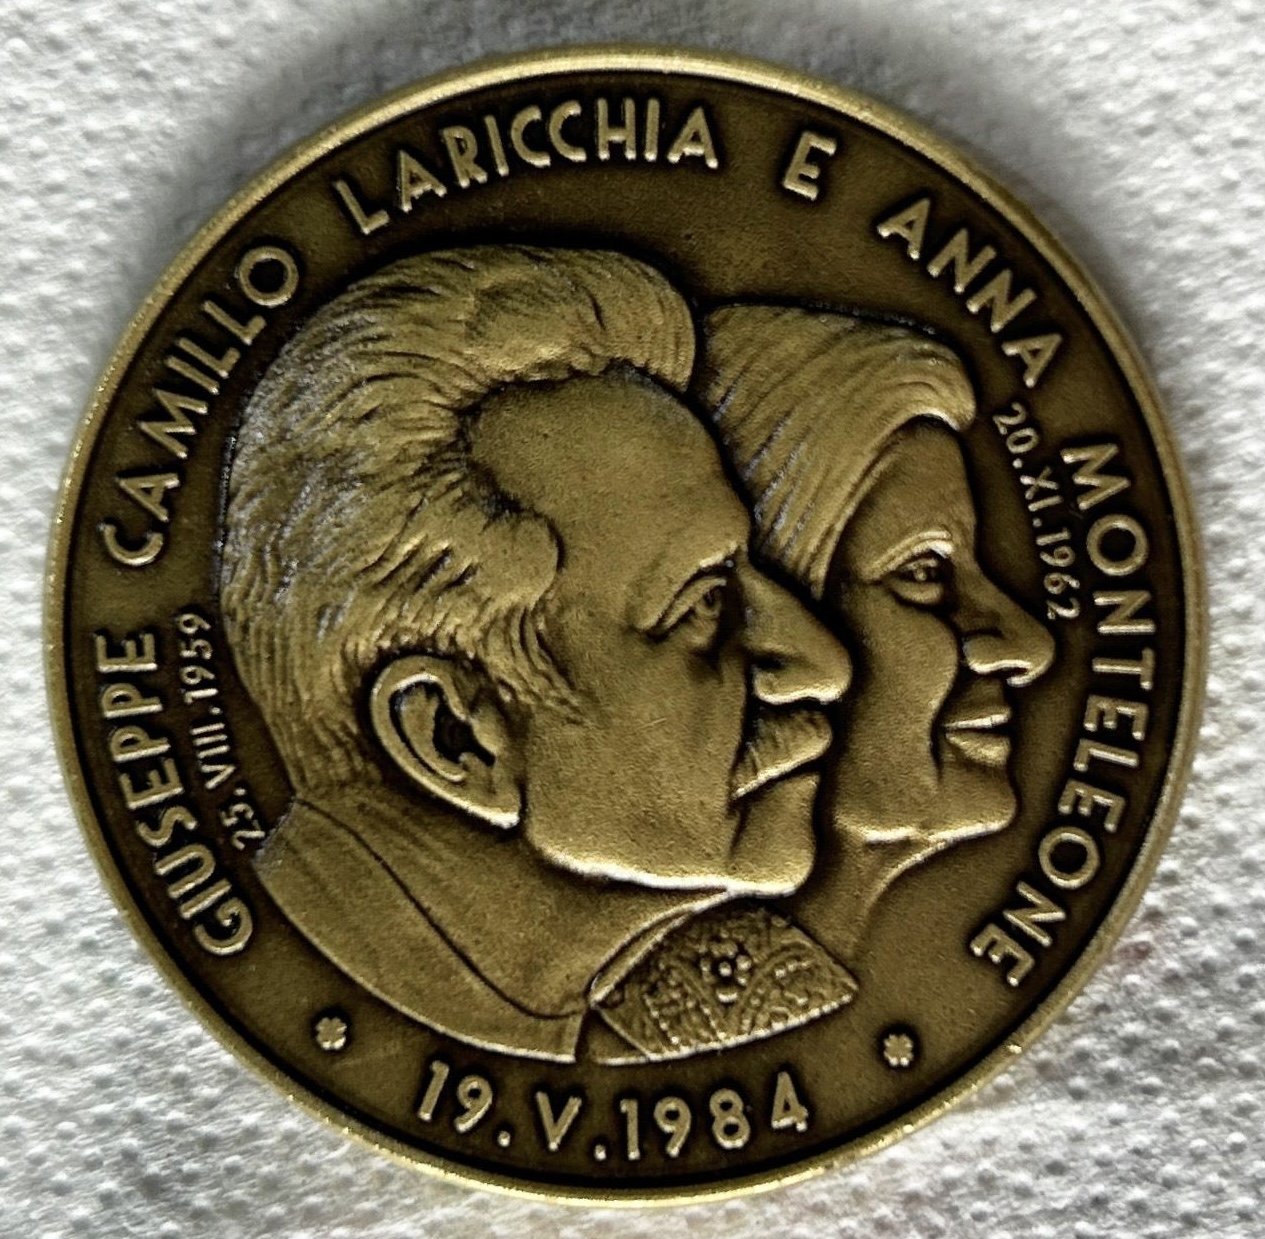 GIUSEPPE CAMILLO LARICCHIA E ANNA MONTELEONE
25.VIII.1959
20.XI.1962
19.V.1984